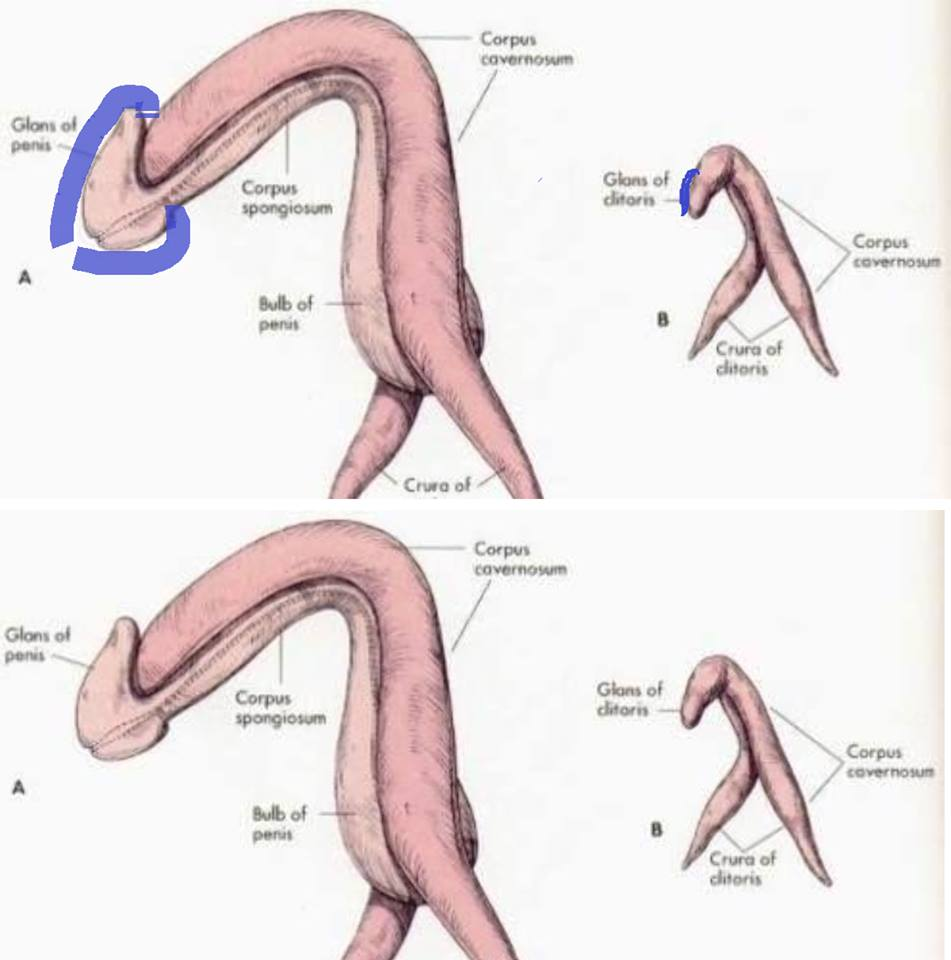 Corpus
cavernosum
Glans of
penis
Corpus
spongiosum
Glans of
clitoris
Corpus
cavernosum
A
Bulb of
penis
B
Crura of
clitoris
Crura of
Corpus
cavernosum
Glans of
penis
Corpus
spongiosum
Glans of
clitoris
Corpus
cavernosum
A
Bulb of
penis
B
Crura of
clitoris